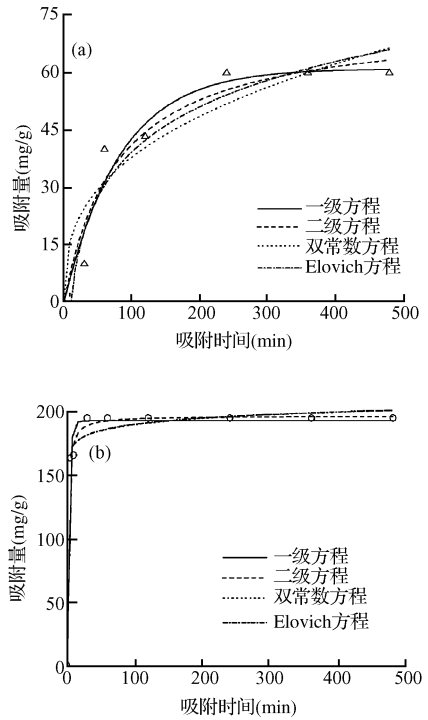 75
(a)
60
45
30
15
0
吸附量(mg/g)
一级方程
二级方程
双常数方程
Elovich方程
0 100 200 300 400 500
吸附时间(min)
200
(b)
150
100
50
0
吸附量(mg/g)
一级方程
二级方程
双常数方程
Elovich方程
0 100 200 300 400 500
吸附时间(min)